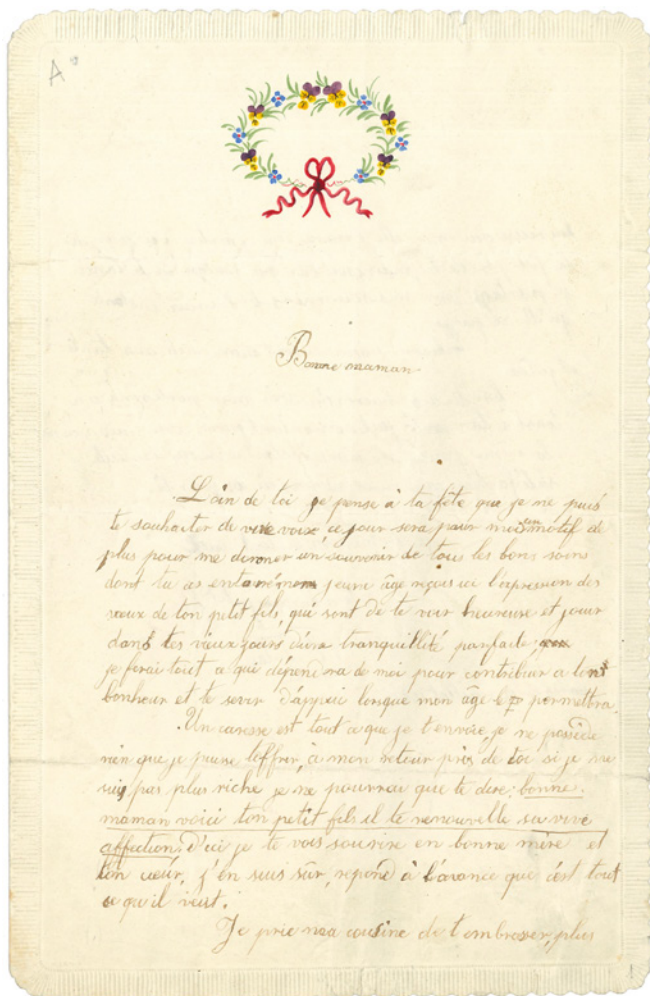 A
Bonne maman
Loin de toi je pense à ta fête que je ne puis
te souhaiter de vive voix, ce jour sera pour moi un motif de
plus pour me donner un souvenir de tous les bons soins
dont tu as entouré mon jeune âge reçois ici l'expression des
vœux de ton petit fils, qui sont de te voir heureuse et jouir
dans tes vieux jours d'une tranquillité parfaite;
je ferai tout ce qui dépendra de moi pour contribuer a ton
bonheur et te servir d'appui lorsque mon âge le permettra.
Un caresse est tout ce que je t'envoie, je ne possède
rien que je puisse t'offrir, à mon retour près de toi si je ne
suis pas plus riche je ne pourrai que te dire: bonne
maman voici ton petit fils il te renouvelle sa vive
affection. D'ici je te vois sourire en bonne mère et
ton cœur, j'en suis sûr, répond à l'avance que c'est tout
ce qu'il veut.
Je prie ma cousine de t'embrasser, plus